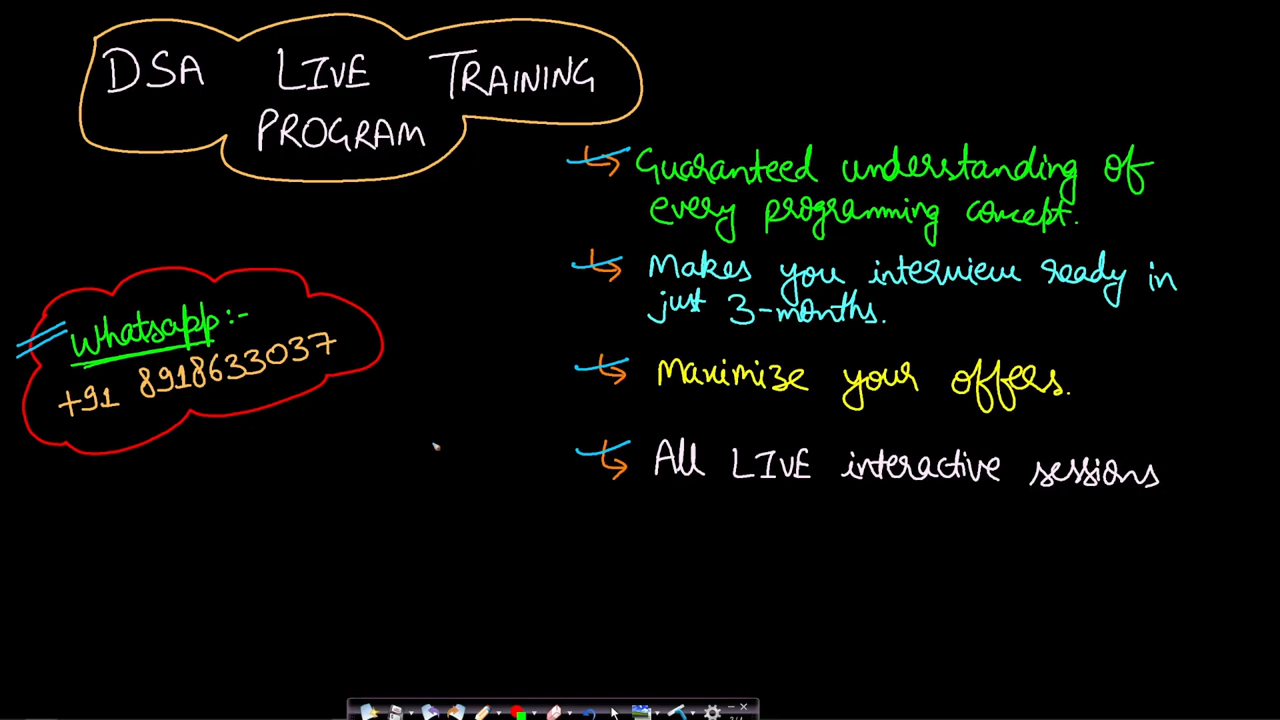 DSA LIVE TRAINING
PROGRAM
Guaranteed understanding of
every programming concept.
Makes you interview ready in
just 3-months.
Whatsapp :-
+91 8918633037
Maximize your offers.
All LIVE interactive sessions